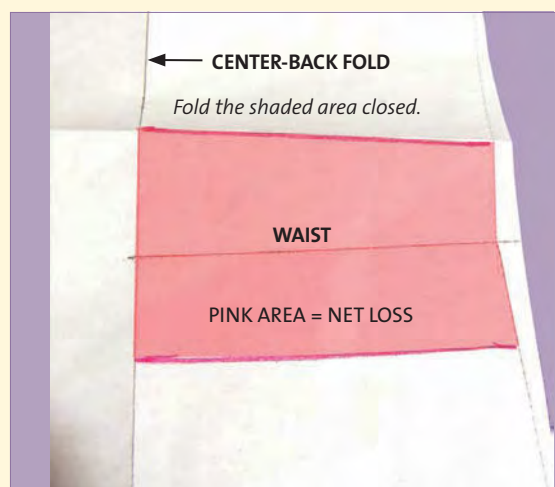 CENTER-BACK FOLD
Fold the shaded area closed.
WAIST
PINK AREA = NET LOSS